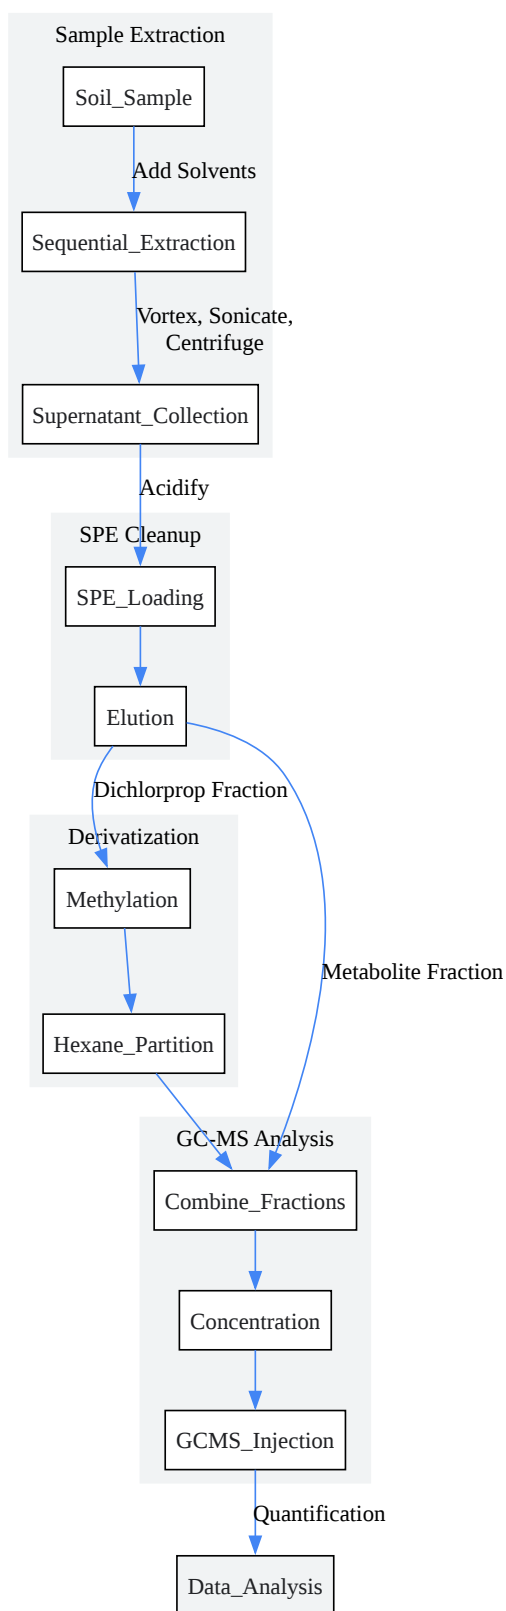 Sample Extraction
Soil_Sample
Add Solvents
Sequential_Extraction
Vortex, Sonicate,
Centrifuge
Supernatant_Collection
Acidify
SPE Cleanup
SPE_Loading
Elution
Dichlorprop Fraction
Derivatization
Methylation
Metabolite Fraction
Hexane_Partition
GC-MS Analysis
Combine_Fractions
Concentration
GCMS_Injection
Quantification
Data_Analysis